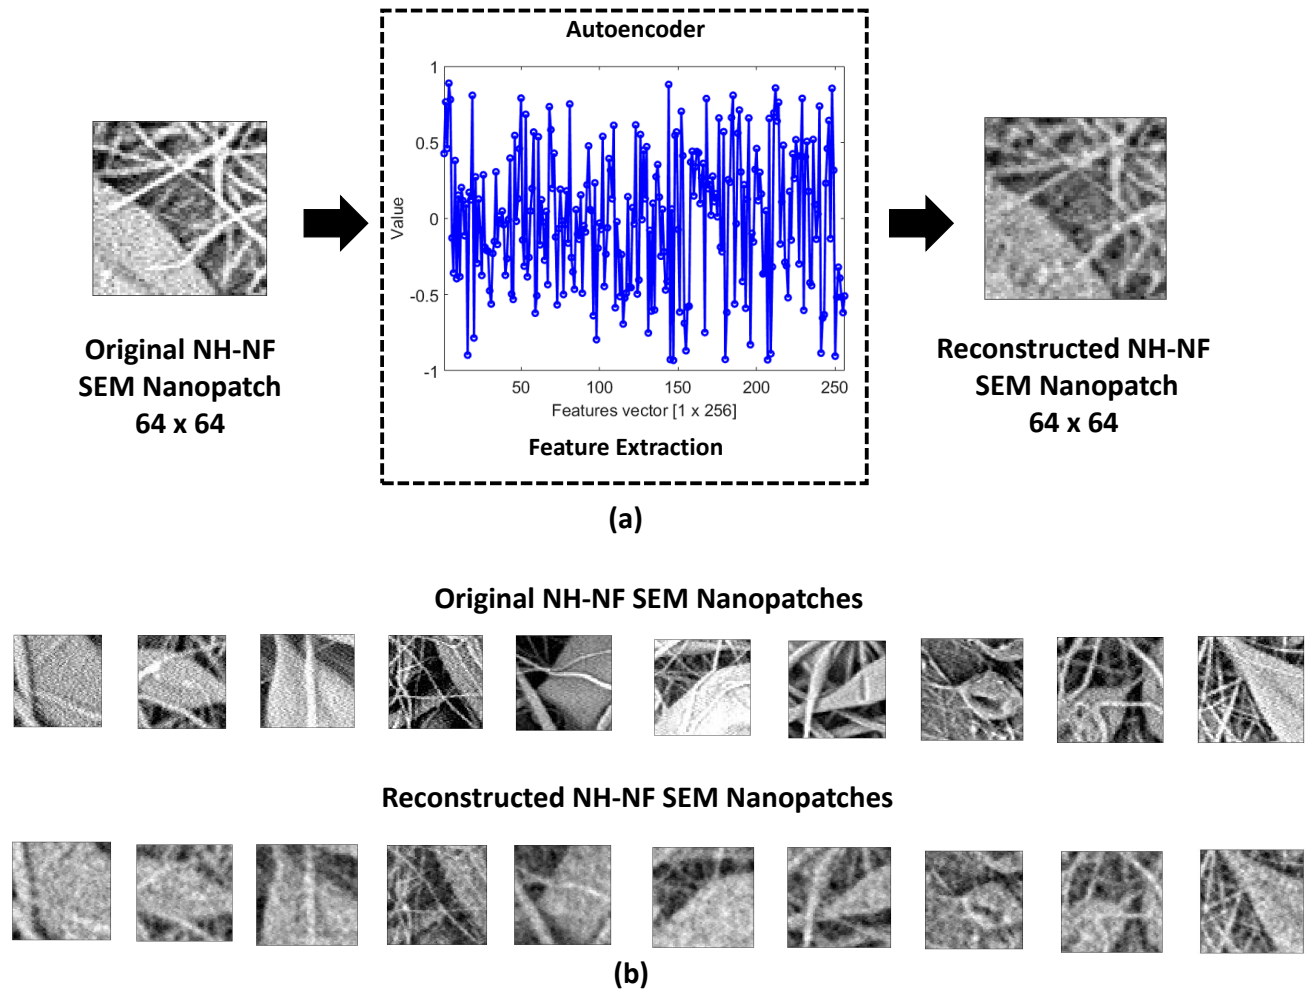 Autoencoder
1
0.5
0
-0.5
-1
Value
50
100
150
200
250
Features vector [1 x 256]
Feature Extraction
Original NH-NF
SEM Nanopatch
64 x 64
Reconstructed NH-NF
SEM Nanopatch
64 x 64
(a)
Original NH-NF SEM Nanopatches
Reconstructed NH-NF SEM Nanopatches
(b)